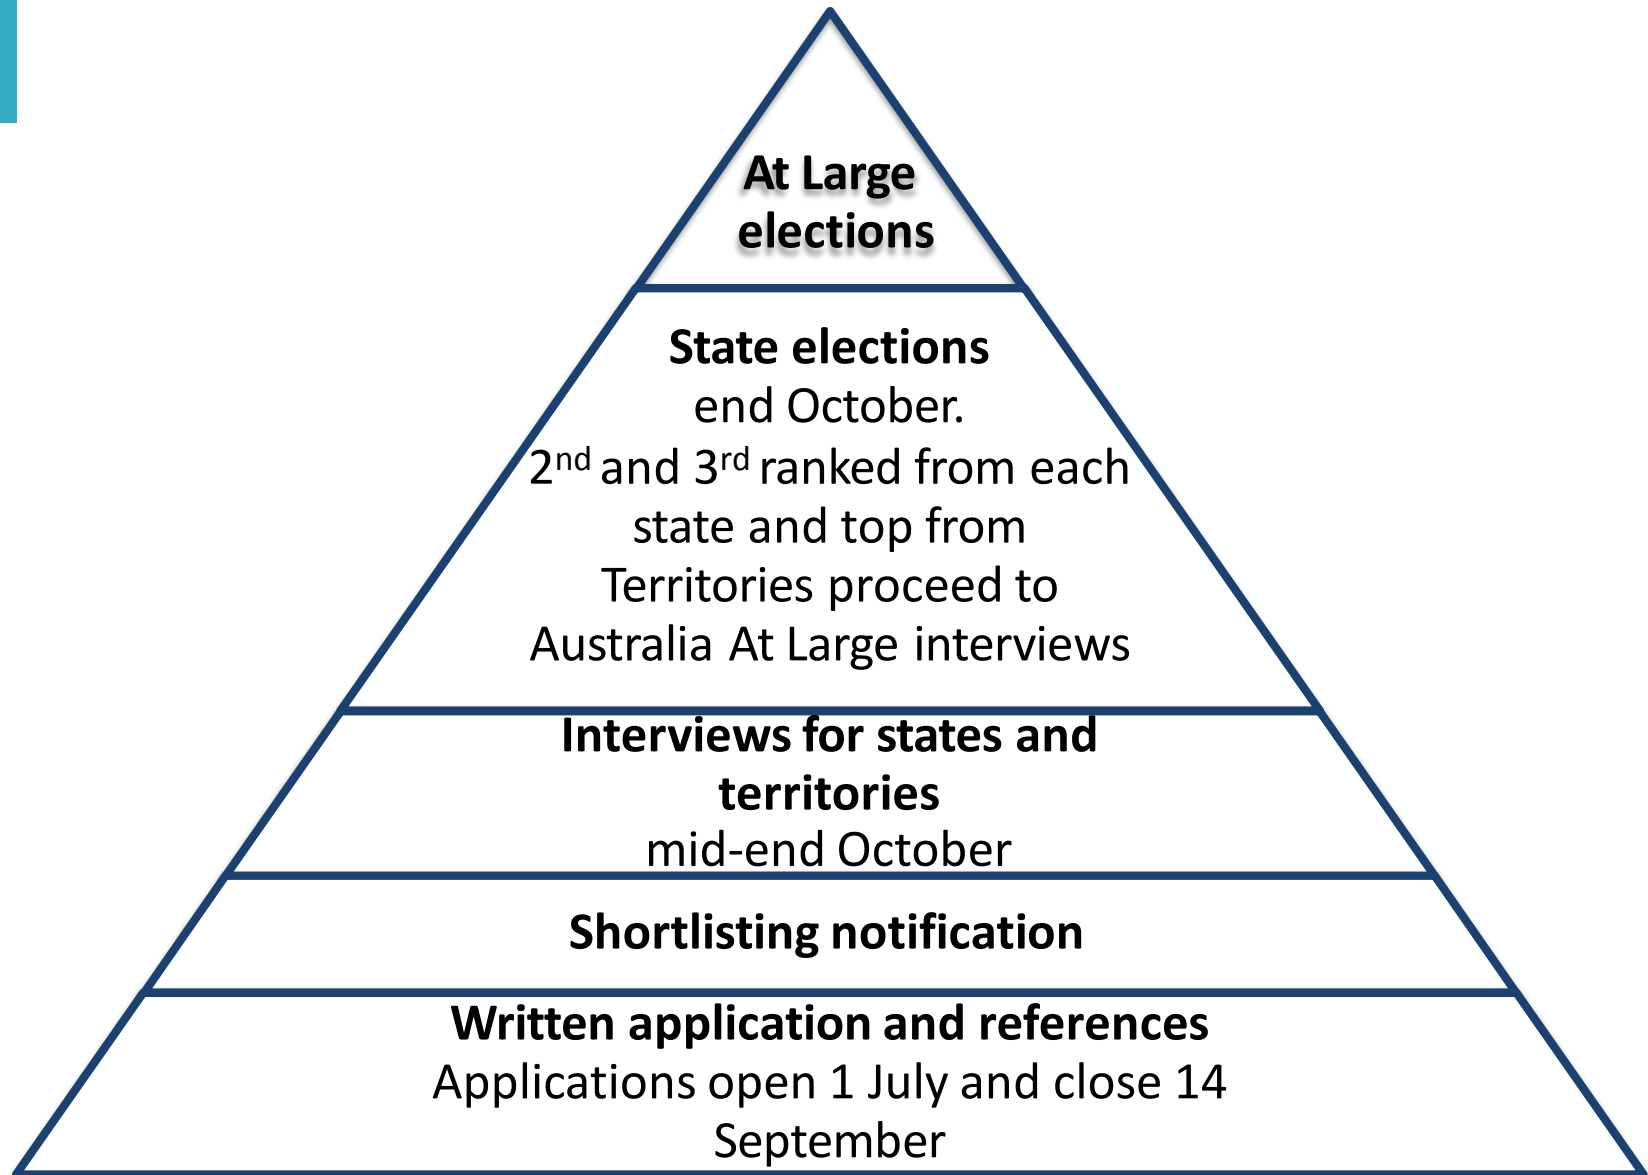 At Large
elections
State elections
end October.
2nd and 3rd ranked from each
state and top from
Territories proceed to
Australia At Large interviews
Interviews for states and
territories
mid-end October
Shortlisting notification
Written application and references
Applications open 1 July and close 14
September